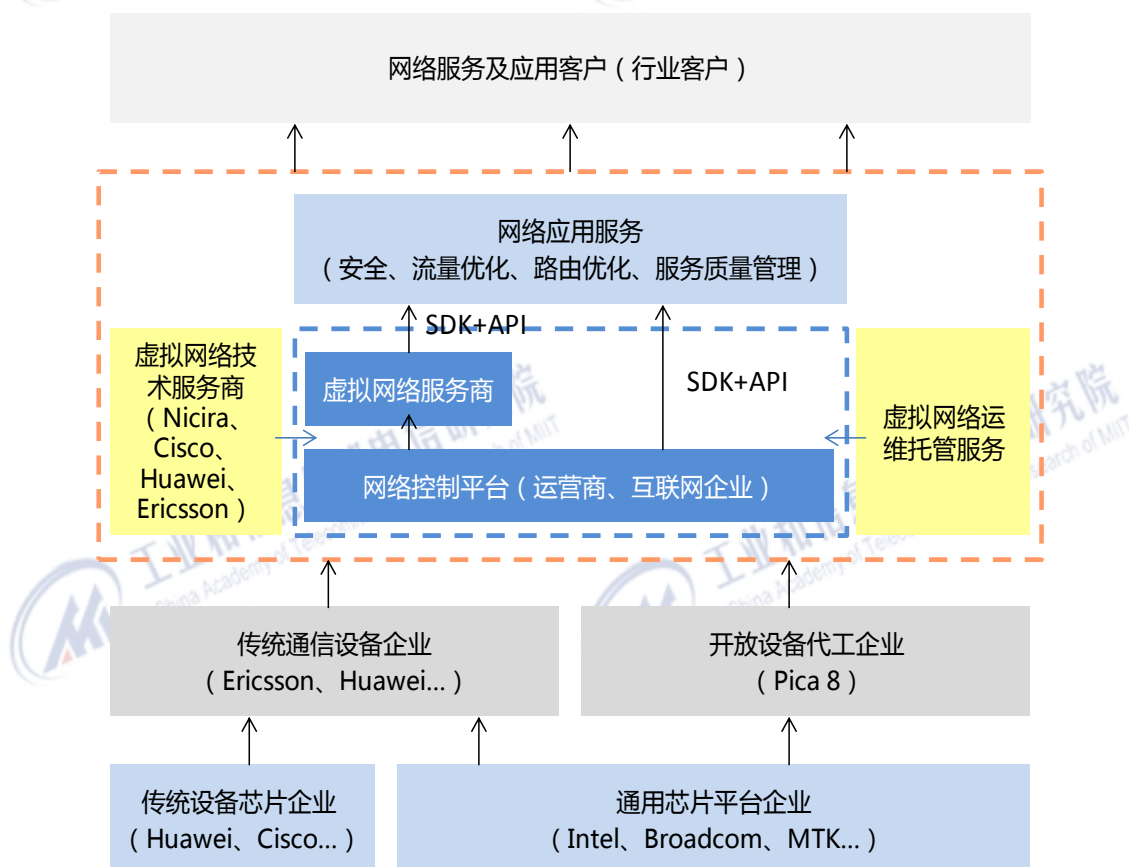 网络服务及应用客户（行业客户）
网络应用服务
（安全、流量优化、路由优化、服务质量管理）
SDK+API
虚拟网络技
术服务商
（Nicira、
Cisco、
Huawei、
Ericsson）
虚拟网络服务商
SDK+API
网络控制平台（运营商、互联网企业）
虚拟网络运
维托管服务
传统通信设备企业
（Ericsson、Huawei…）
开放设备代工企业
（Pica 8）
传统设备芯片企业
（Huawei、Cisco…）
通用芯片平台企业
（Intel、Broadcom、MTK…）